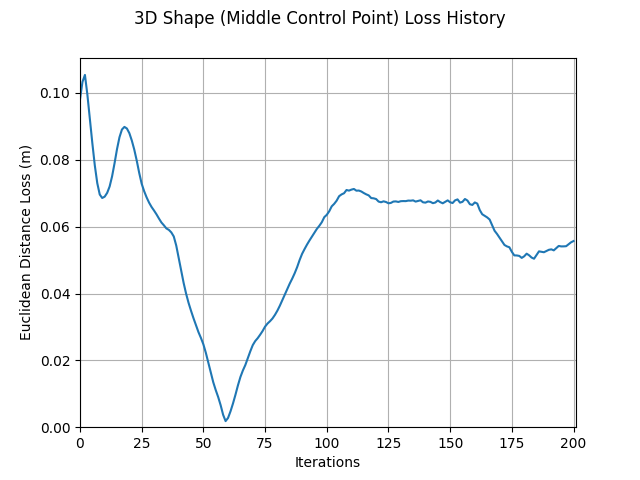 3D Shape (Middle Control Point) Loss History
Euclidean Distance Loss (m)
0.10
0.08
0.06
0.04
0.02
0.00
0 25 50 75 100 125 150 175 200
Iterations